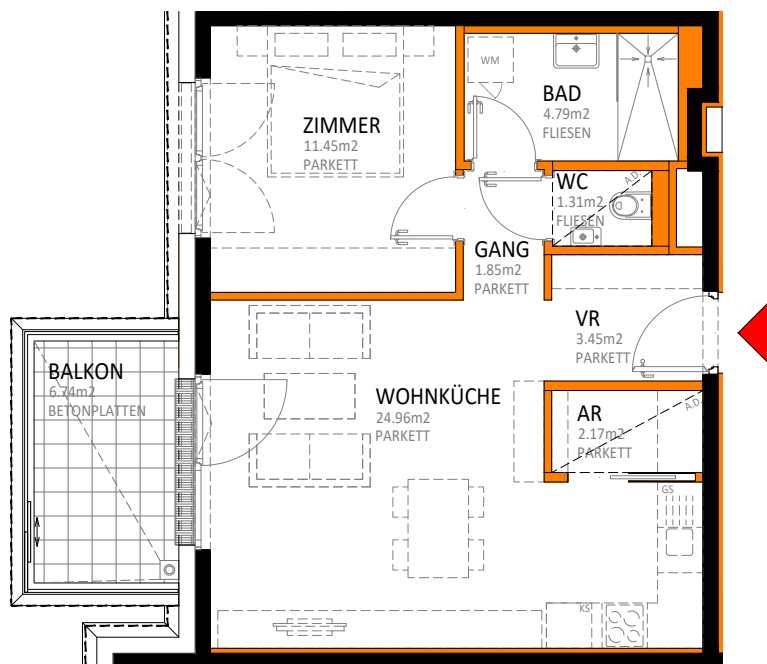 WM
BAD
4.79m2
FLIESEN
ZIMMER
11.45m2
PARKETT
WC
A.D.
1.31m2
FLIESEN
GANG
1.85m2
PARKETT
VR
3.45m2
PARKETT
BALKON
6.74m2
BETONPLATTEN
WOHNKÜCHE
24.96m2
PARKETT
AR
A.D.
2.17m2
PARKETT
GS
KS